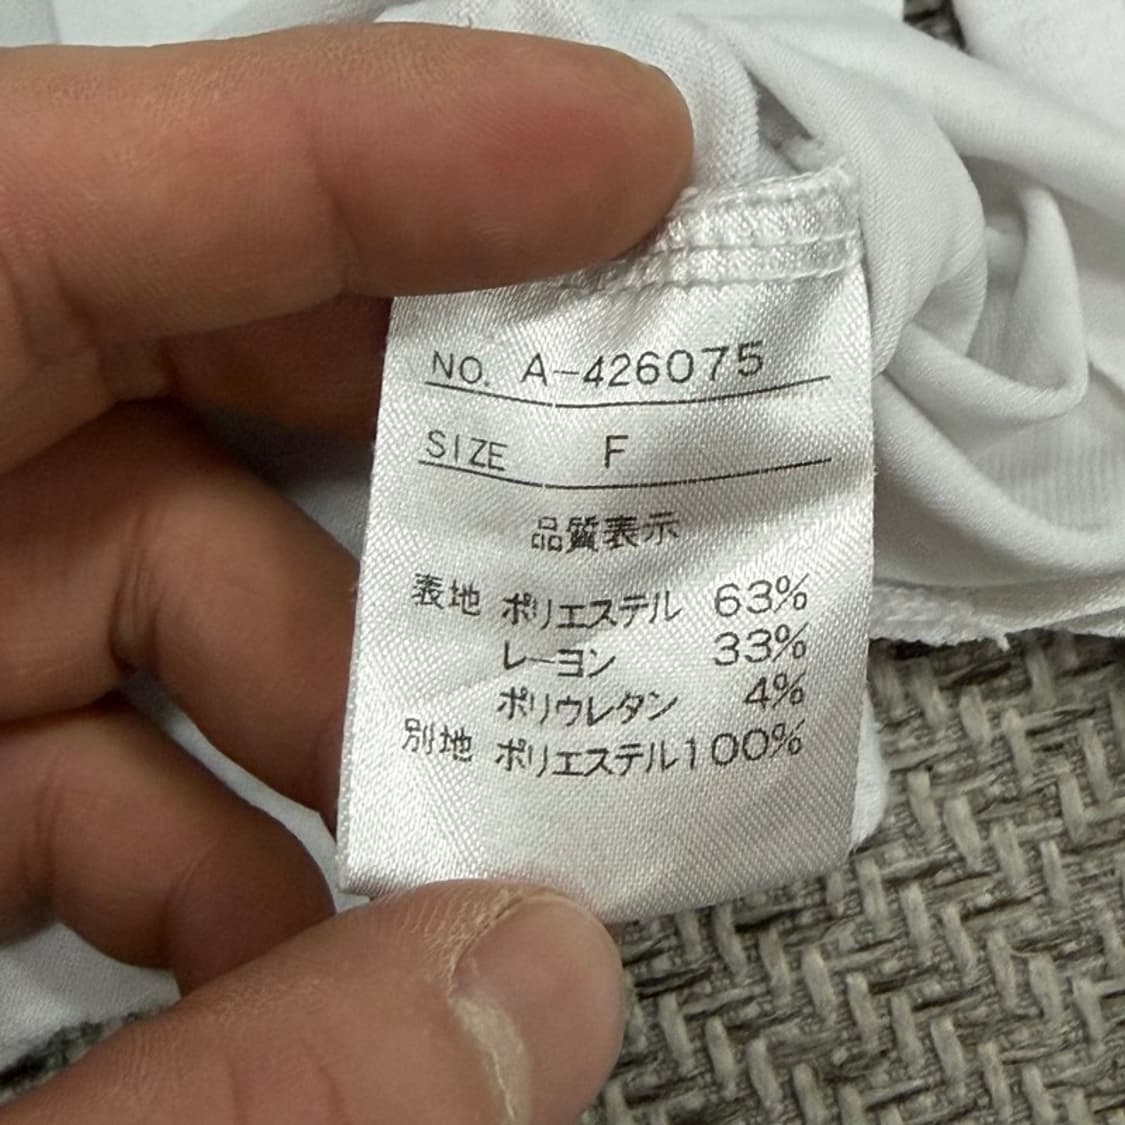 NO. A-426075
SIZE F
品質表示
表地 ポリエステル 63%
レーヨン 33%
ポリウレタン 4%
別地 ポリエステル100%